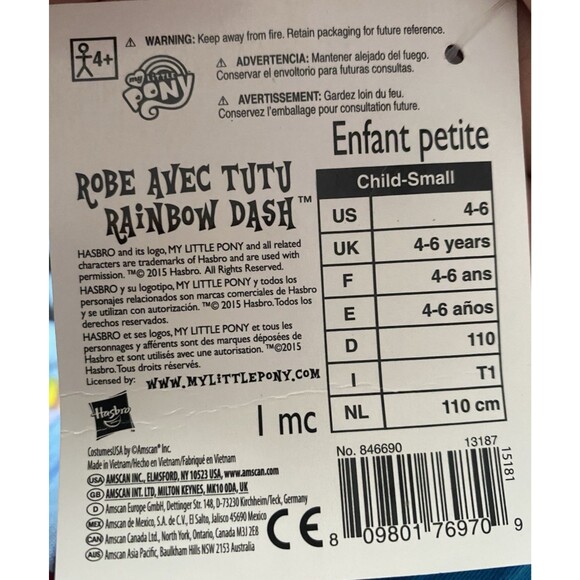 4+
my LITTLE PONY
⚠ WARNING: Keep away from fire. Retain packaging for future reference.
⚠ ADVERTENCIA: Mantener alejado del fuego.
Conservar el envoltorio para futuras consultas.
⚠ AVERTISSEMENT: Gardez loin du feu.
Conservez l'emballage pour consultation future.
ROBE AVEC TUTU
RAINBOW DASH™
HASBRO and its logo, MY LITTLE PONY and all related
characters are trademarks of Hasbro and are used with
permission. ™© 2015 Hasbro. All Rights Reserved.
HASBRO y su logotipo, MY LITTLE PONY y todos los
personajes relacionados son marcas comerciales de Hasbro
y se utilizan con autorización. ™©2015 Hasbro. Todos los
derechos reservados.
HASBRO et ses logos, MY LITTLE PONY et tous les
personnages y afférents sont des marques déposées de
Hasbro et sont utilisés avec une autorisation. ™©2015
Hasbro. Tous droits réservés.
Licensed by: WWW.MYLITTLEPONY.COM
Hasbro
1 mc
Enfant petite
Child-Small
US 4-6
UK 4-6 years
F 4-6 ans
E 4-6 años
D 110
I T1
NL 110 cm
CostumesUSA by ©Amscan® Inc.
Made in Vietnam/Hecho en Vietnam/Fabriqué en Vietnam
USA AMSCAN INC., ELMSFORD, NY 10523 USA, www.amscan.com
GB AMSCAN INT. LTD, MILTON KEYNES, MK10 0DA, UK
D Amscan Europe GmbH, Dettinger Str. 148, D-73230 Kirchheim/Teck, Germany
MEX Amscan de Mexico, S.A. de C.V., El Salto, Jalisco 45690 Mexico
CAN Amscan Canada Ltd., North York, Ontario, Canada M3J 2E8
AUS Amscan Asia Pacific, Baulkham Hills NSW 2153 Australia
CE
No. 846690
13187
15181
8 09801 76970 9